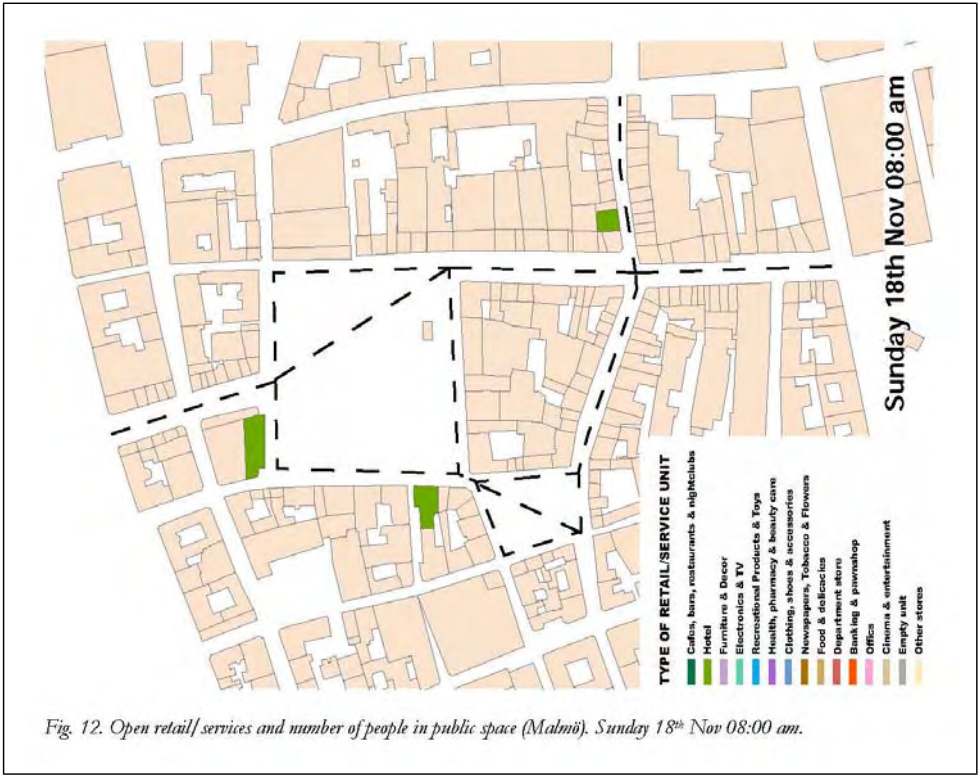 Sunday 18th Nov 08:00 am
TYPE OF RETAIL/SERVICE UNIT
Cafes, bars, restaurants & nightclubs
Hotel
Furniture & Decor
Electronics & TV
Recreational Products & Toys
Health, pharmacy & beauty care
Clothing, shoes & accessories
Newspapers, Tobacco & Flowers
Food & delicacies
Department store
Banking & pawnshop
Office
Cinema & entertainment
Empty unit
Other stores
Fig. 12. Open retail/services and number of people in public space (Malmö). Sunday 18th Nov 08:00 am.